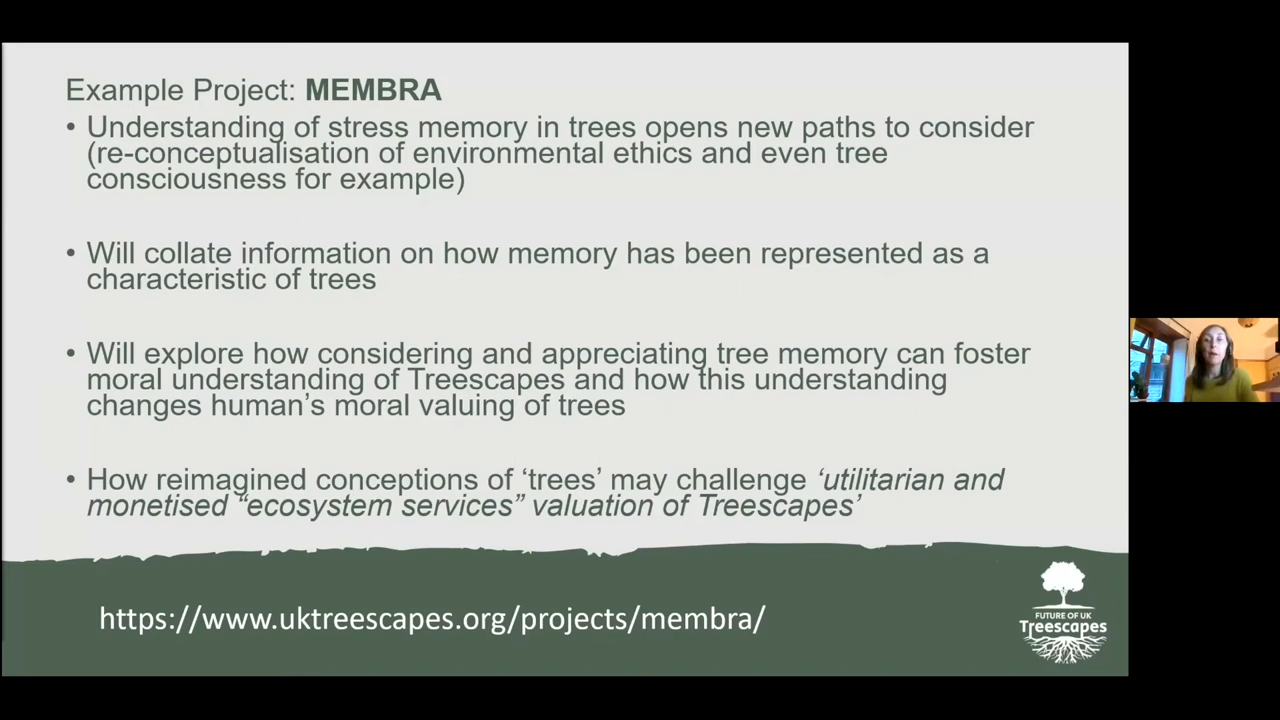 Example Project: MEMBRA
• Understanding of stress memory in trees opens new paths to consider
(re-conceptualisation of environmental ethics and even tree
consciousness for example)
• Will collate information on how memory has been represented as a
characteristic of trees
• Will explore how considering and appreciating tree memory can foster
moral understanding of Treescapes and how this understanding
changes human’s moral valuing of trees
• How reimagined conceptions of ‘trees’ may challenge ‘utilitarian and
monetised “ecosystem services” valuation of Treescapes’
https://www.uktreescapes.org/projects/membra/
FUTURE OF UK
Treescapes